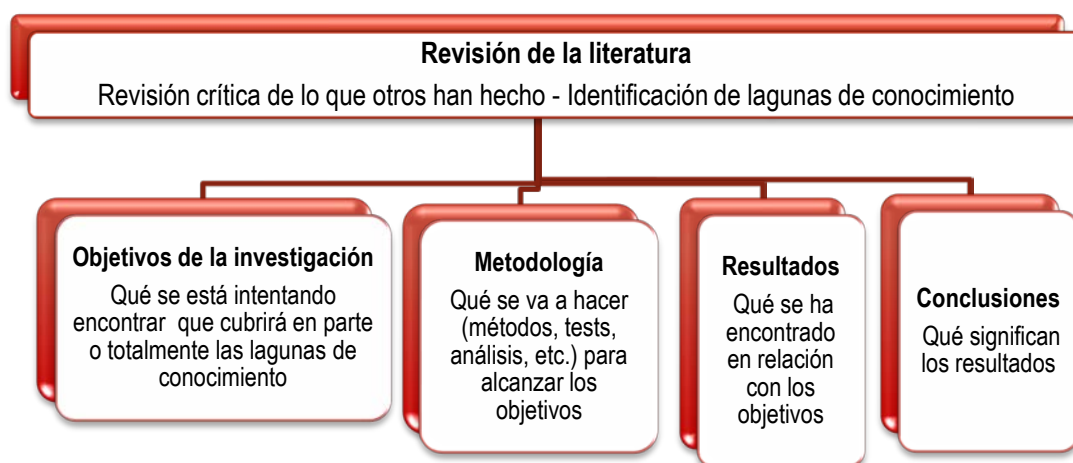 Revisión de la literatura
Revisión crítica de lo que otros han hecho - Identificación de lagunas de conocimiento
Objetivos de la investigación
Qué se está intentando
encontrar que cubrirá en parte
o totalmente las lagunas de
conocimiento
Metodología
Qué se va a hacer
(métodos, tests,
análisis, etc.) para
alcanzar los
objetivos
Resultados
Qué se ha
encontrado
en relación
con los
objetivos
Conclusiones
Qué significan
los resultados